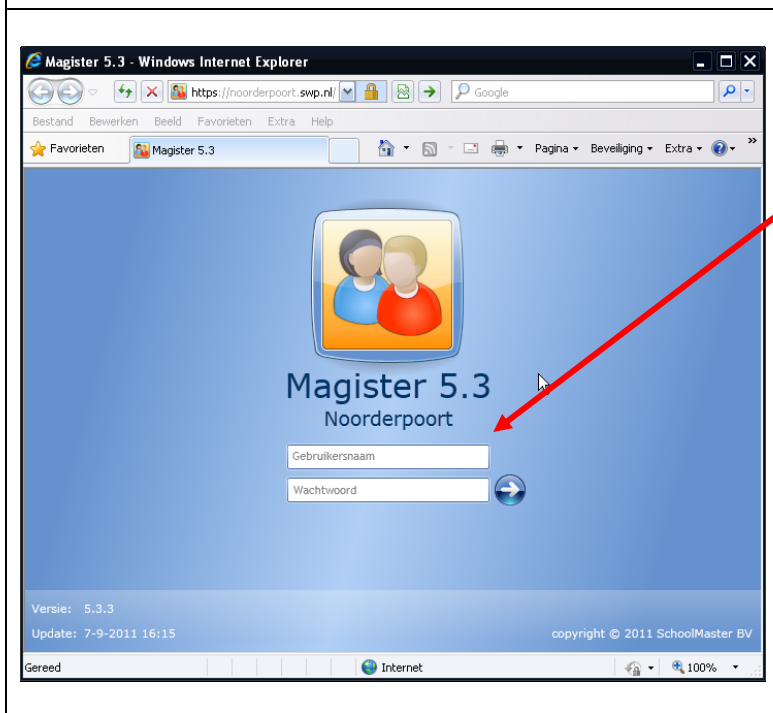 Magister 5.3 - Windows Internet Explorer
https://noorderpoort.swp.nl/
Google
Bestand Bewerken Beeld Favorieten Extra Help
Favorieten
Magister 5.3
Pagina Beveiliging Extra »
Magister 5.3
Noorderpoort
Gebruikersnaam
Wachtwoord
Versie: 5.3.3
Update: 7-9-2011 16:15
copyright © 2011 SchoolMaster BV
Gereed
Internet
100%